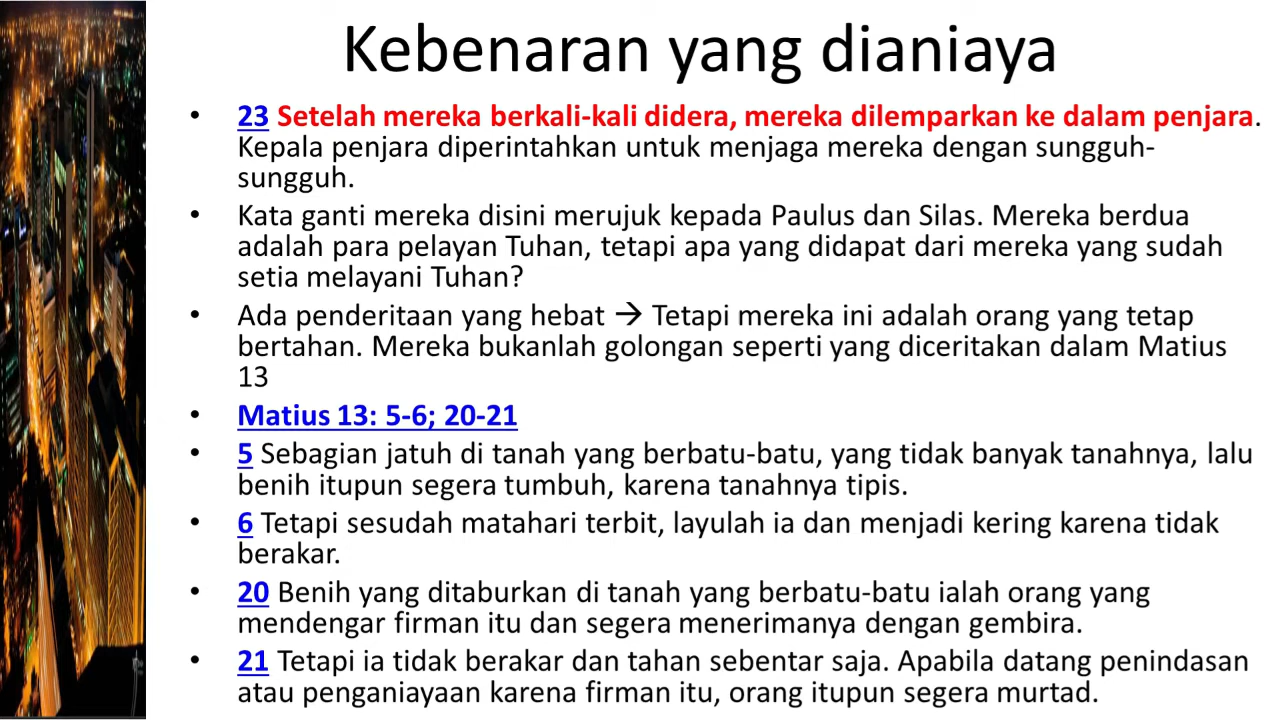 Kebenaran yang dianiaya
• 23 Setelah mereka berkali-kali didera, mereka dilemparkan ke dalam penjara.
Kepala penjara diperintahkan untuk menjaga mereka dengan sungguh-
sungguh.
• Kata ganti mereka disini merujuk kepada Paulus dan Silas. Mereka berdua
adalah para pelayan Tuhan, tetapi apa yang didapat dari mereka yang sudah
setia melayani Tuhan?
• Ada penderitaan yang hebat → Tetapi mereka ini adalah orang yang tetap
bertahan. Mereka bukanlah golongan seperti yang diceritakan dalam Matius
13
• Matius 13: 5-6; 20-21
• 5 Sebagian jatuh di tanah yang berbatu-batu, yang tidak banyak tanahnya, lalu
benih itupun segera tumbuh, karena tanahnya tipis.
• 6 Tetapi sesudah matahari terbit, layulah ia dan menjadi kering karena tidak
berakar.
• 20 Benih yang ditaburkan di tanah yang berbatu-batu ialah orang yang
mendengar firman itu dan segera menerimanya dengan gembira.
• 21 Tetapi ia tidak berakar dan tahan sebentar saja. Apabila datang penindasan
atau penganiayaan karena firman itu, orang itupun segera murtad.